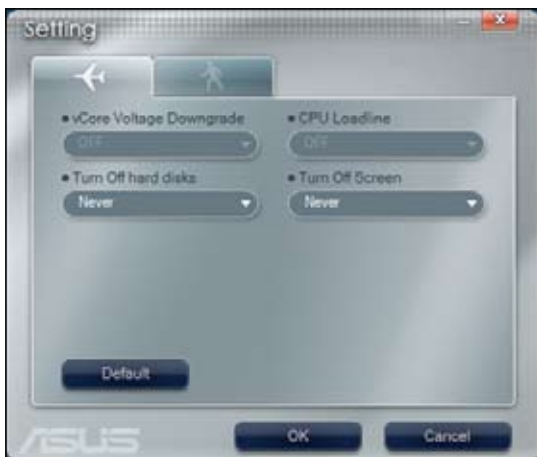 Setting
• vCore Voltage Downgrade
OFF
• CPU Loadline
OFF
• Turn Off hard disks
Never
• Turn Off Screen
Never
Default
ASUS
OK
Cancel